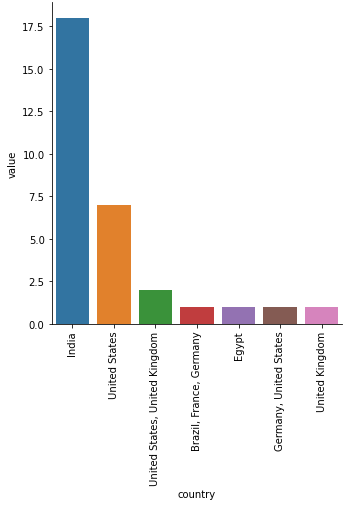 17.5
15.0
12.5
10.0
7.5
5.0
2.5
0.0
value
India
United States
United States, United Kingdom
Brazil, France, Germany
Egypt
Germany, United States
United Kingdom
country